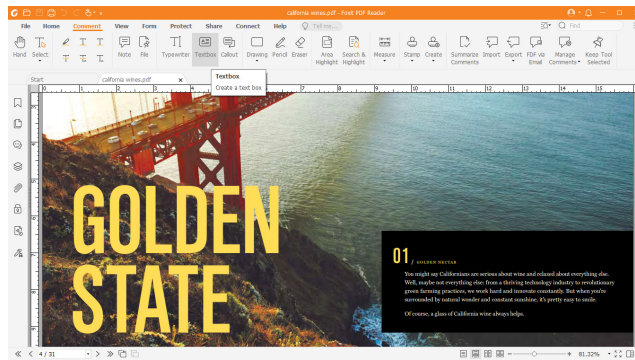 california wines.pdf - Foxit PDF Reader
File Home Comment View Form Protect Share Connect Help Tell me... Find
Hand Select Note File Typewriter Textbox Callout Drawing Pencil Eraser Area Highlight Search & Highlight Measure Stamp Create Summarize Comments Import Export FDF via Email Manage Comments Keep Tool Selected
Start california wines.pdf x
Textbox
Create a text box
GOLDEN
STATE
01 / GOLDEN NECTAR
You might say Californians are serious about wine and relaxed about everything else.
Well, maybe not everything else: from a thriving technology industry to revolutionary
green farming practices, we work hard and innovate constantly. But when you're
surrounded by natural wonder and constant sunshine, it's pretty easy to smile.
Of course, a glass of California wine always helps.
4 / 31
81.32%